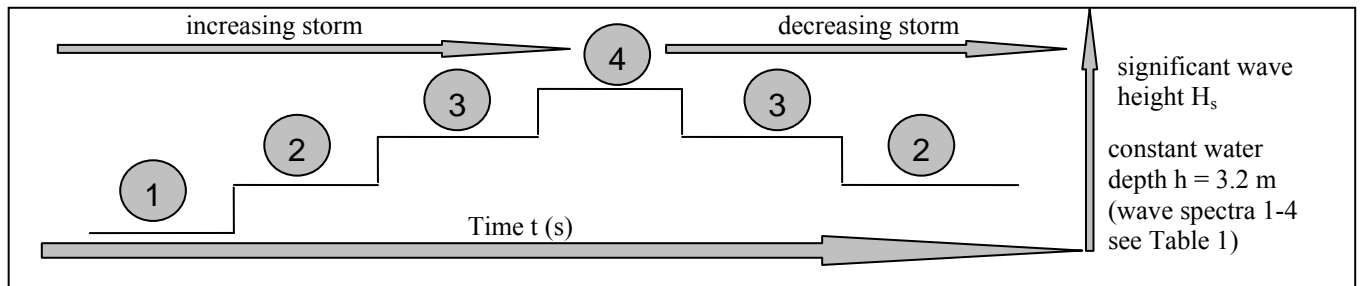 increasing storm
decreasing storm
4
3
3
2
2
1
Time t (s)
significant wave
height Hₛ
constant water
depth h = 3.2 m
(wave spectra 1-4
see Table 1)